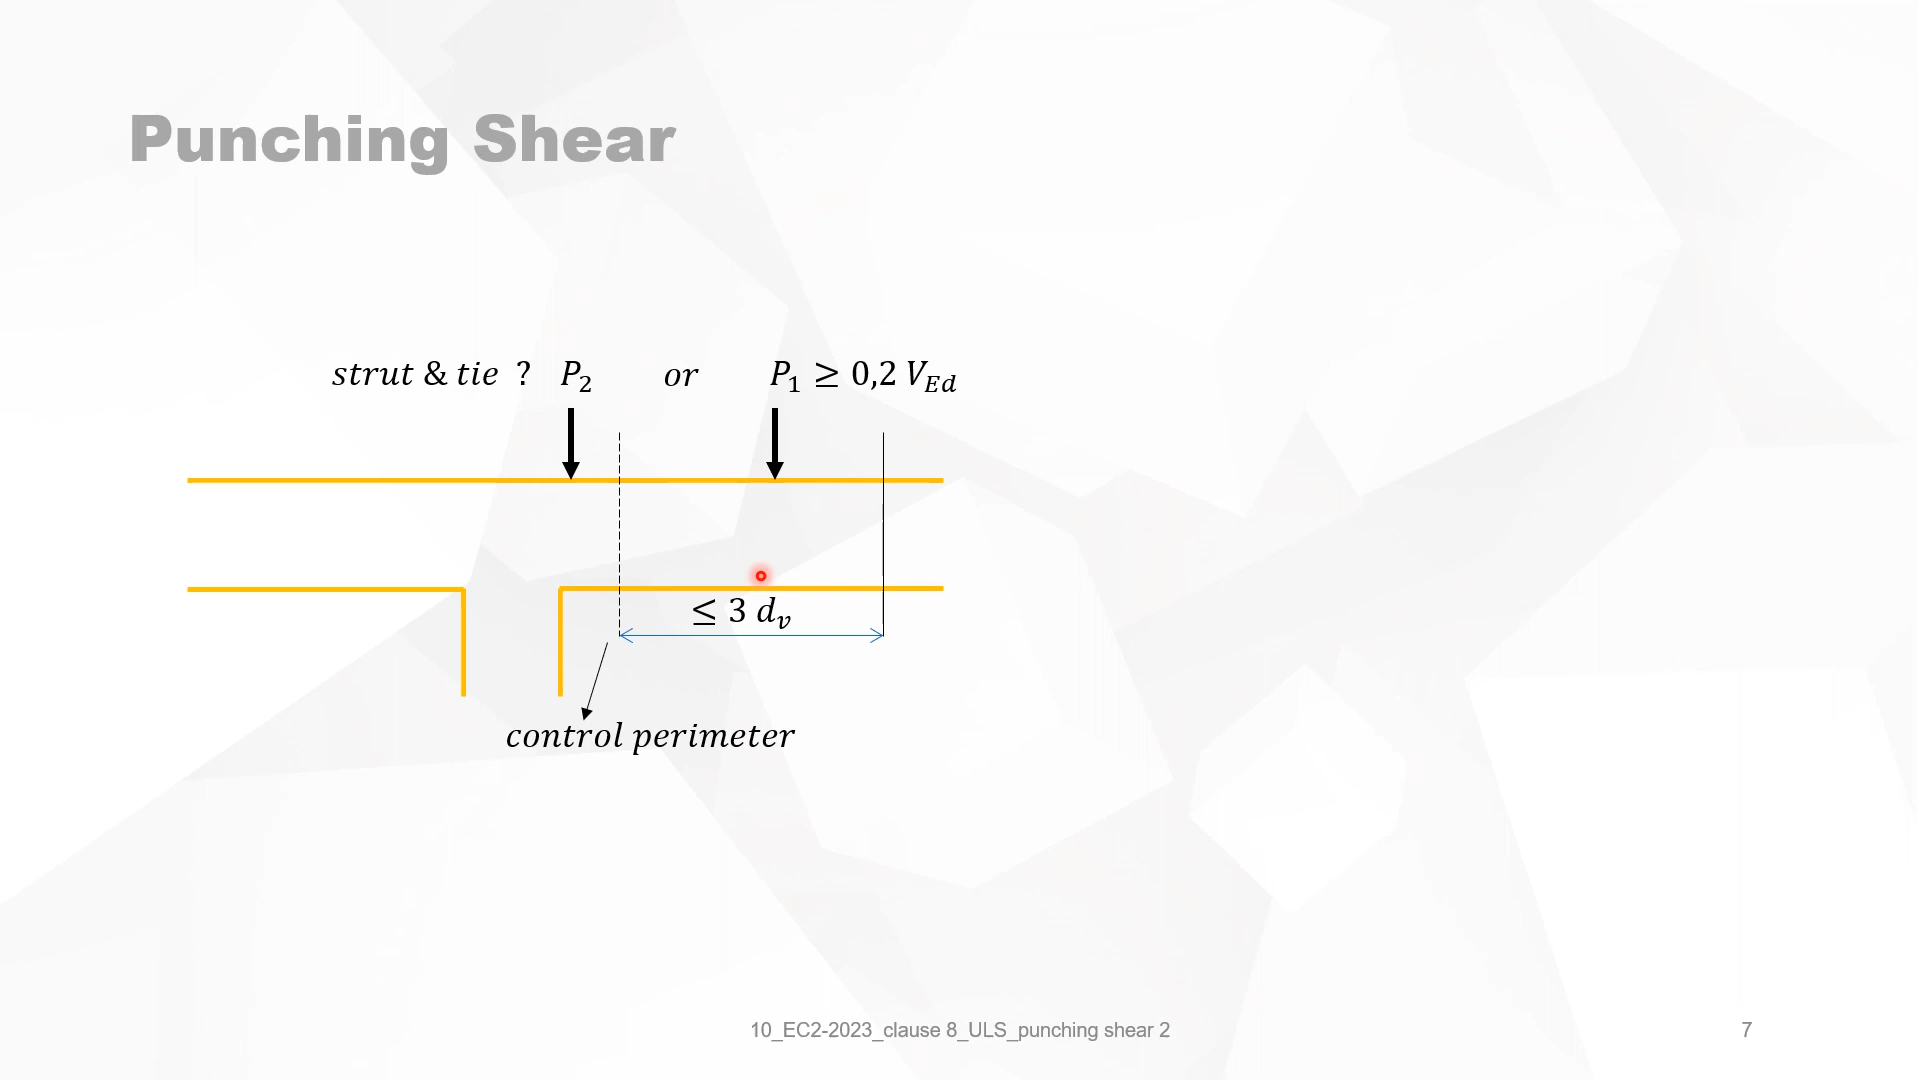 Punching Shear
strut & tie ? P₂ or P₁ ≥ 0,2 V_Ed
≤ 3 dᵥ
control perimeter
10_EC2-2023_clause 8_ULS_punching shear 2
7